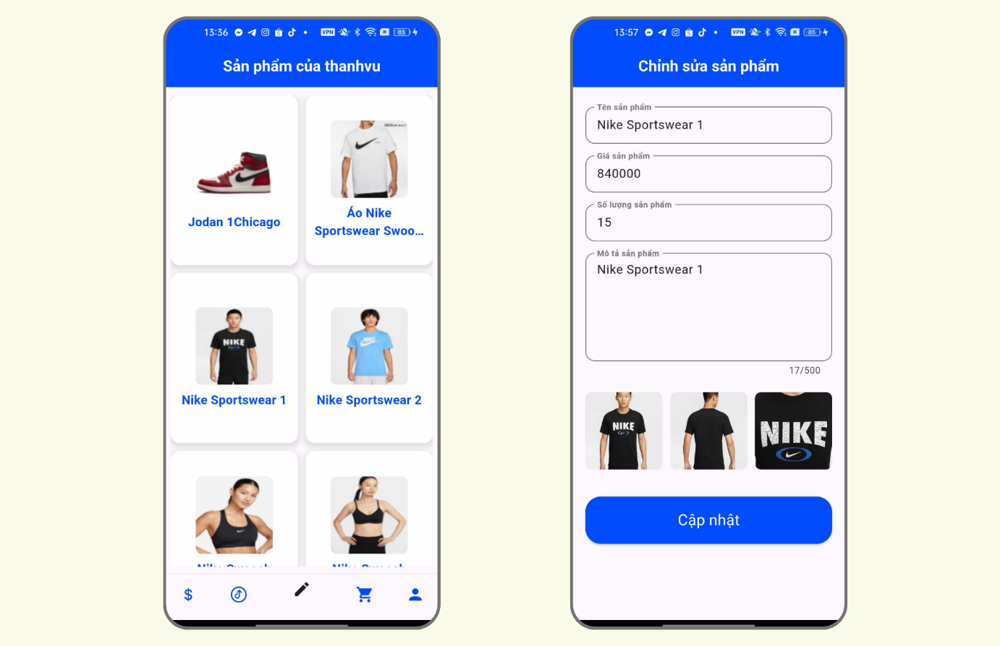 13:36 VPN 83
Sản phẩm của thanhvu
Jodan 1Chicago
Áo Nike
Sportswear Swoo...
NIKE
Nike Sportswear 1
NIKE
Nike Sportswear 2
$
13:57 VPN 85
Chỉnh sửa sản phẩm
Tên sản phẩm
Nike Sportswear 1
Giá sản phẩm
840000
Số lượng sản phẩm
15
Mô tả sản phẩm
Nike Sportswear 1
17/500
NIKE
NIKE
Cập nhật